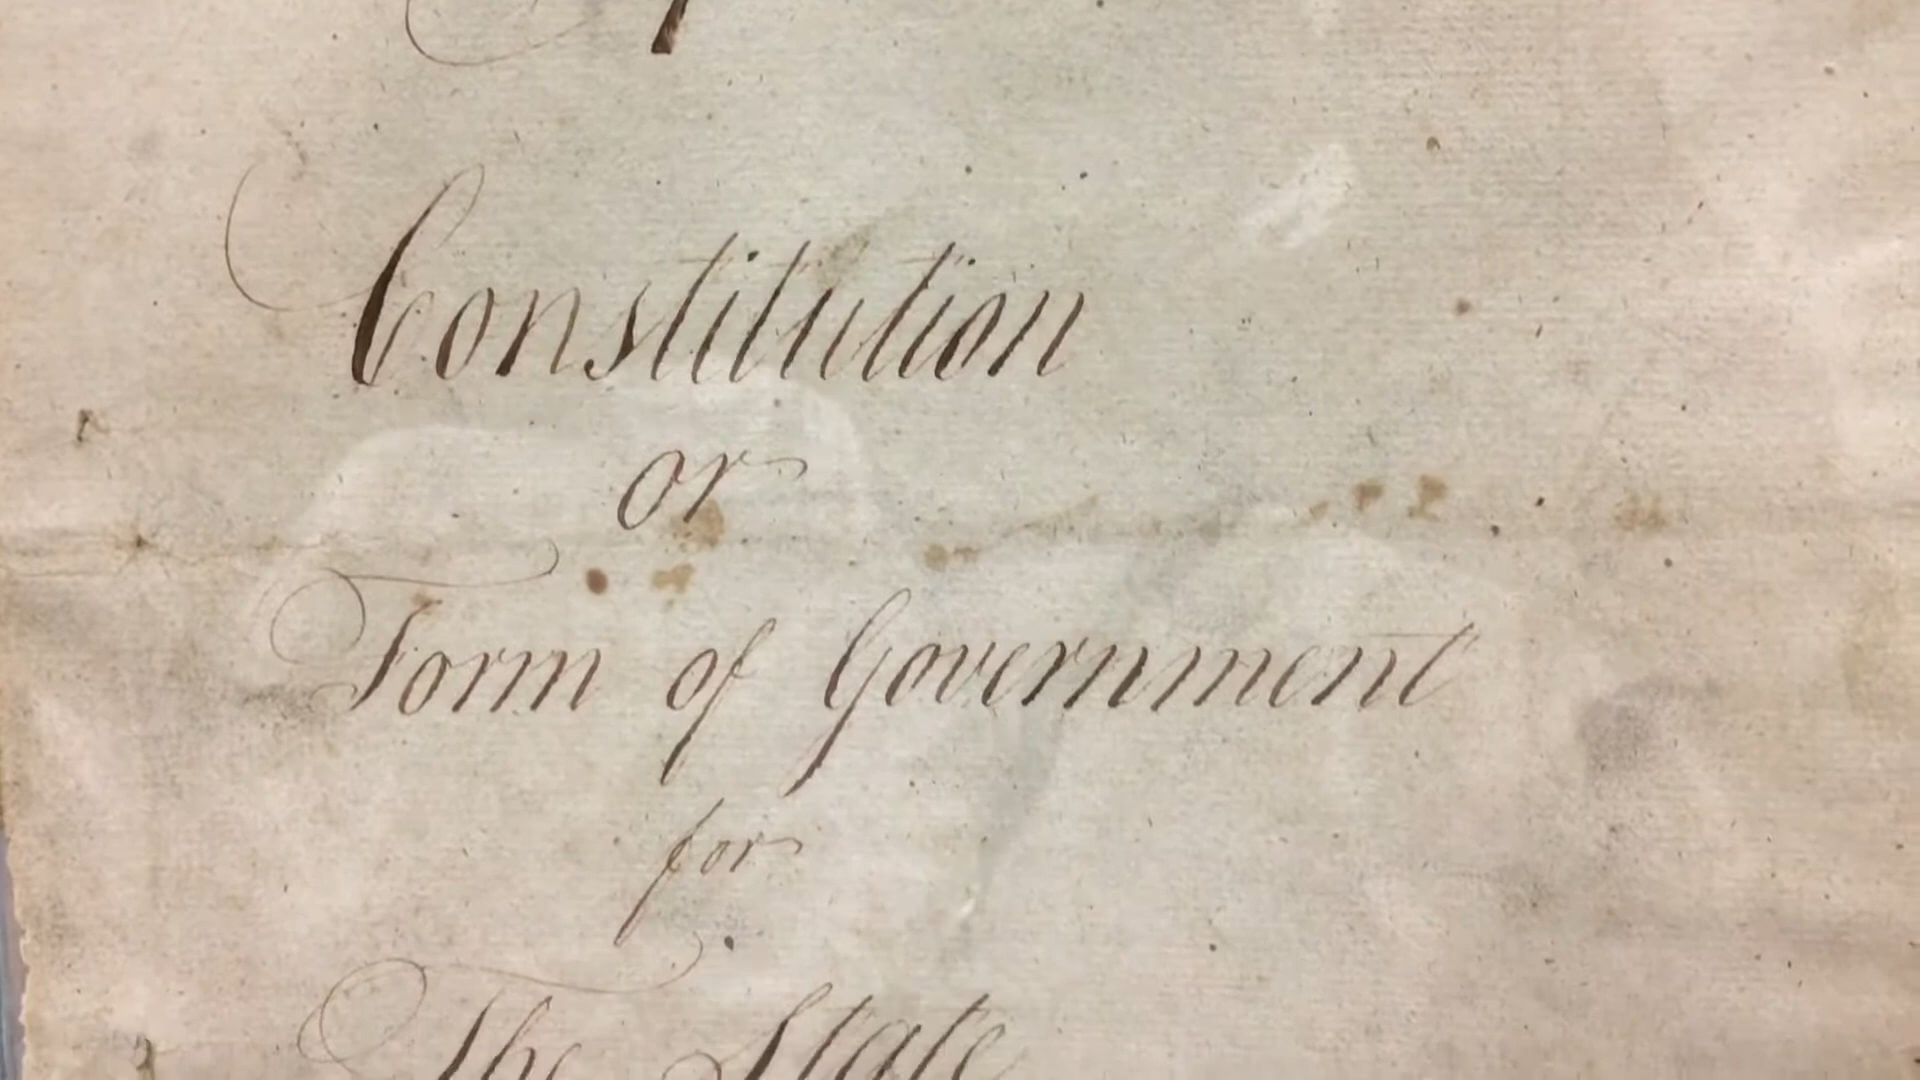 Constitution
or
Form of Government
for
The State